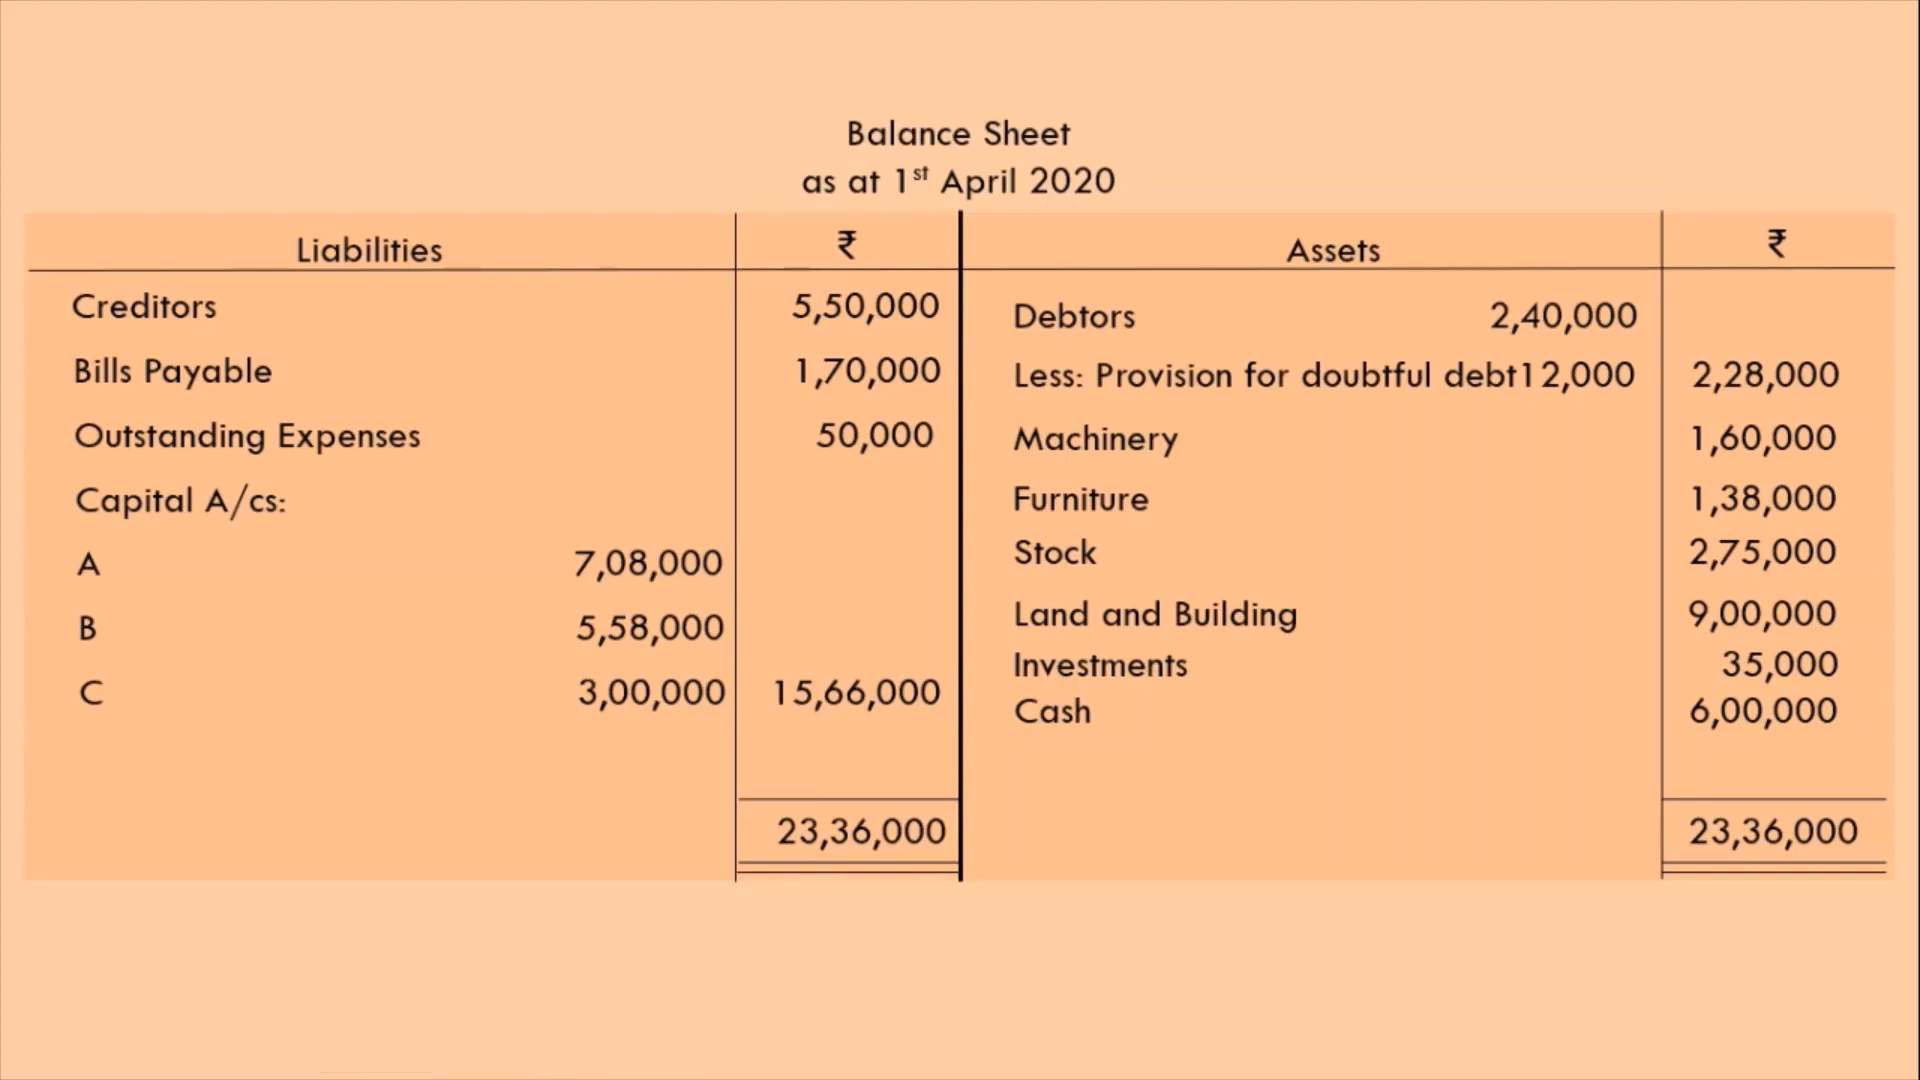 Balance Sheet
as at 1st April 2020
Liabilities ₹ Assets ₹
Creditors 5,50,000
Debtors 2,40,000
Bills Payable 1,70,000
Less: Provision for doubtful debt12,000 2,28,000
Outstanding Expenses 50,000
Machinery 1,60,000
Capital A/cs:
Furniture 1,38,000
A 7,08,000
Stock 2,75,000
B 5,58,000
Land and Building 9,00,000
Investments 35,000
C 3,00,000 15,66,000
Cash 6,00,000
23,36,000 23,36,000